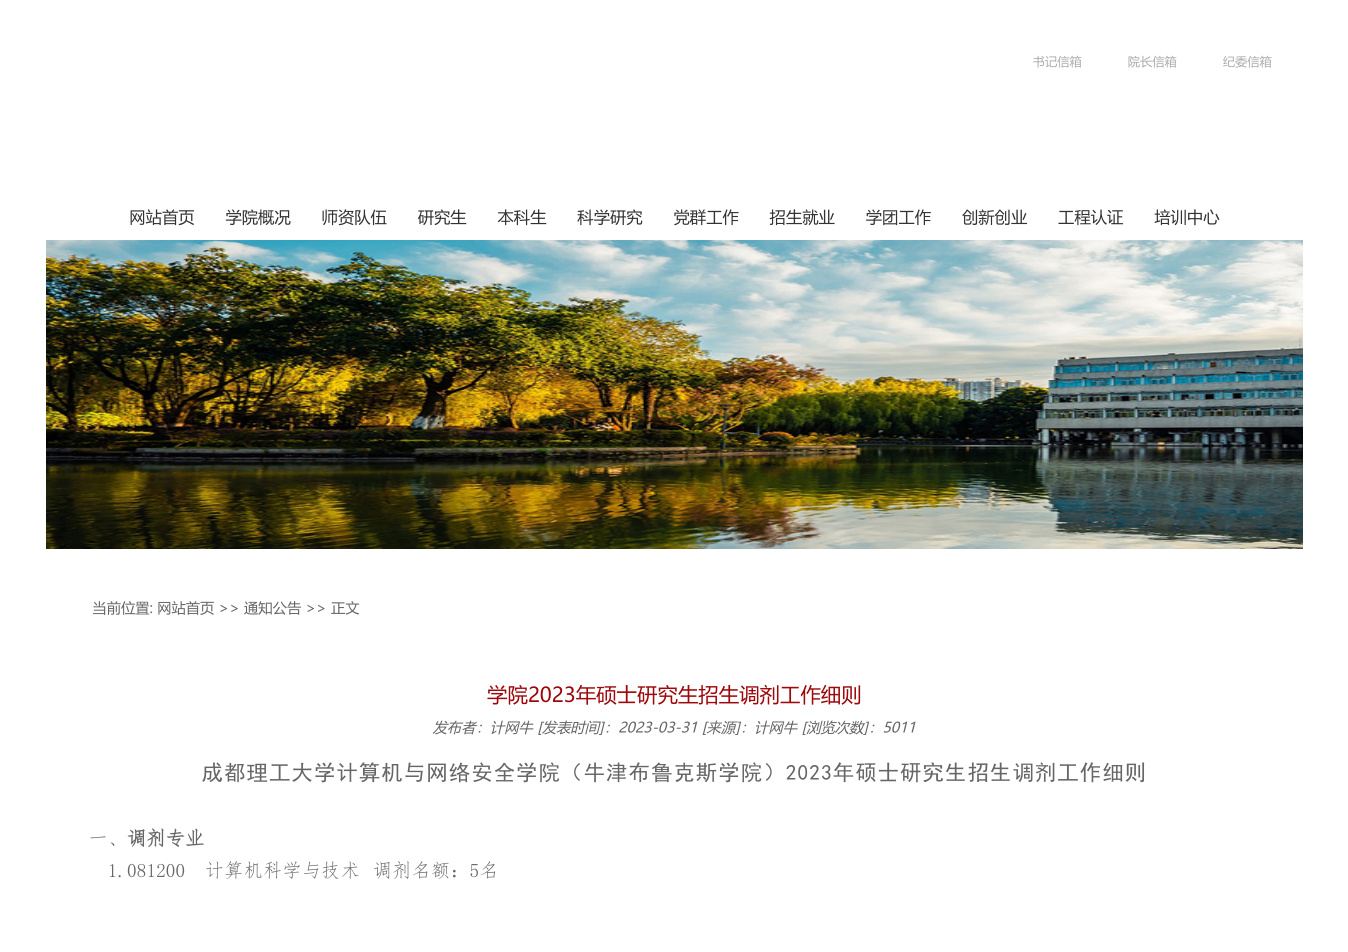 书记信箱 院长信箱 纪委信箱
网站首页 学院概况 师资队伍 研究生 本科生 科学研究 党群工作 招生就业 学团工作 创新创业 工程认证 培训中心
当前位置: 网站首页 >> 通知公告 >> 正文
学院2023年硕士研究生招生调剂工作细则
发布者：计网牛 [发表时间]：2023-03-31 [来源]：计网牛 [浏览次数]：5011
成都理工大学计算机与网络安全学院（牛津布鲁克斯学院）2023年硕士研究生招生调剂工作细则
一、调剂专业
1.081200 计算机科学与技术 调剂名额：5名